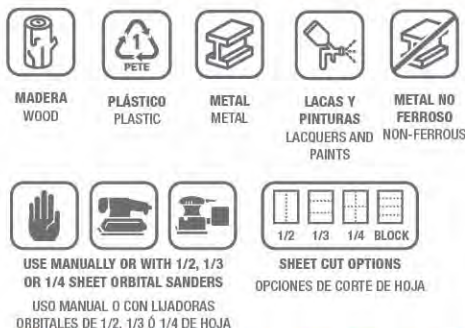 1
PETE
MADERA
WOOD
PLÁSTICO
PLASTIC
METAL
METAL
LACAS Y
PINTURAS
LACQUERS AND
PAINTS
METAL NO
FERROSO
NON-FERROUS
USE MANUALLY OR WITH 1/2, 1/3
OR 1/4 SHEET ORBITAL SANDERS
USO MANUAL O CON LIJADORAS
ORBITALES DE 1/2, 1/3 Ó 1/4 DE HOJA
1/2 1/3 1/4 BLOCK
SHEET CUT OPTIONS
OPCIONES DE CORTE DE HOJA